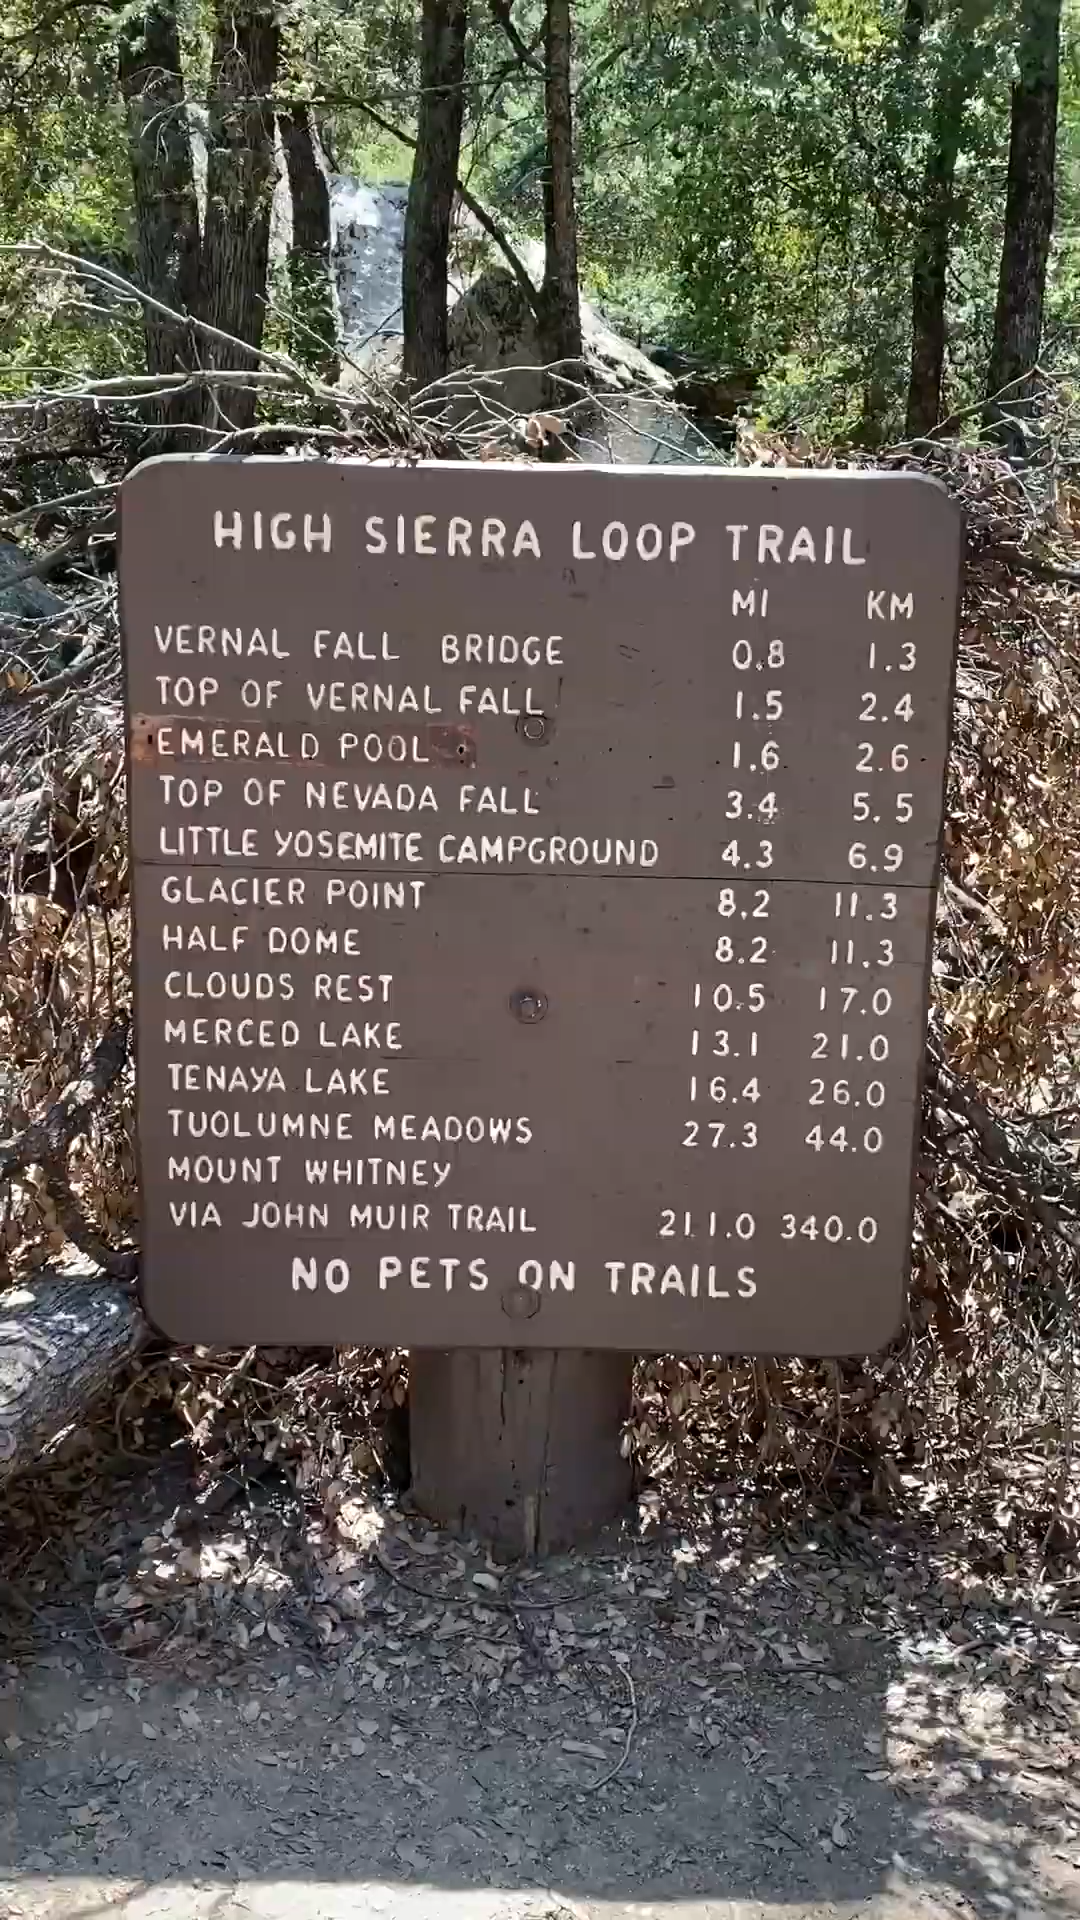 HIGH SIERRA LOOP TRAIL
MI KM
VERNAL FALL BRIDGE 0.8 1.3
TOP OF VERNAL FALL 1.5 2.4
EMERALD POOL 1.6 2.6
TOP OF NEVADA FALL 3.4 5.5
LITTLE YOSEMITE CAMPGROUND 4.3 6.9
GLACIER POINT 8.2 11.3
HALF DOME 8.2 11.3
CLOUDS REST 10.5 17.0
MERCED LAKE 13.1 21.0
TENAYA LAKE 16.4 26.0
TUOLUMNE MEADOWS 27.3 44.0
MOUNT WHITNEY
VIA JOHN MUIR TRAIL 211.0 340.0
NO PETS ON TRAILS